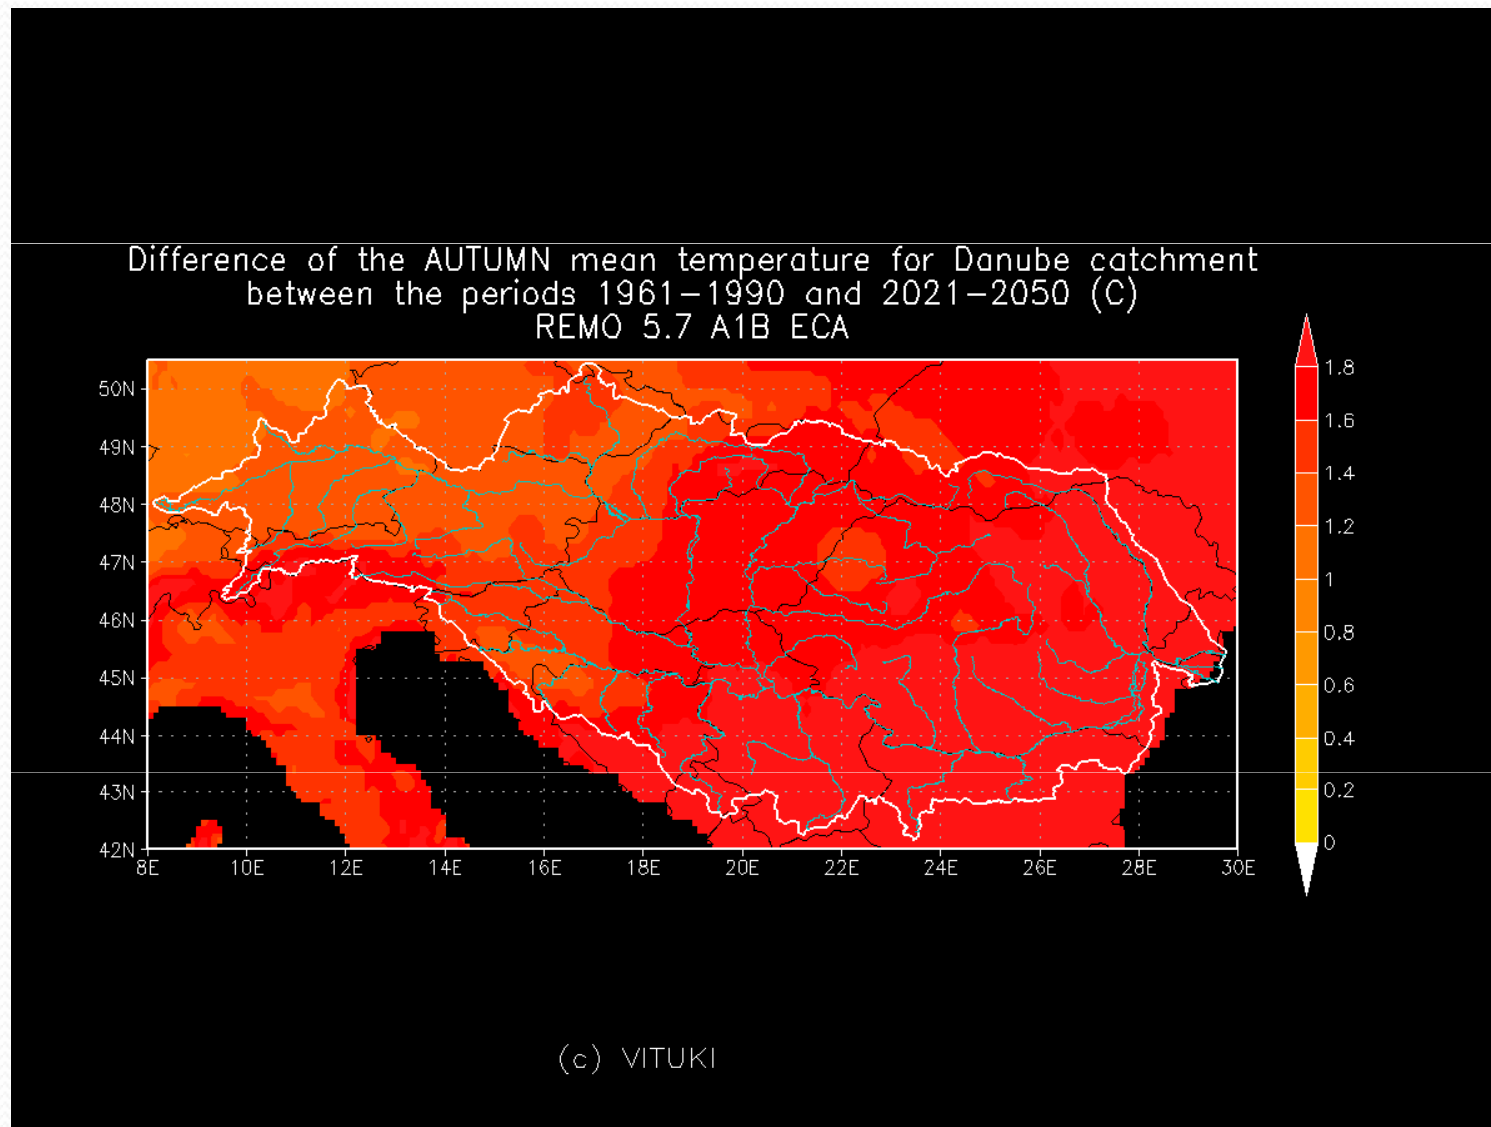 Difference of the AUTUMN mean temperature for Danube catchment
between the periods 1961-1990 and 2021-2050 (C)
REMO 5.7 A1B ECA
50N
49N
48N
47N
46N
45N
44N
43N
42N
8E 10E 12E 14E 16E 18E 20E 22E 24E 26E 28E 30E
1.8
1.6
1.4
1.2
1
0.8
0.6
0.4
0.2
0
(c) VITUKI